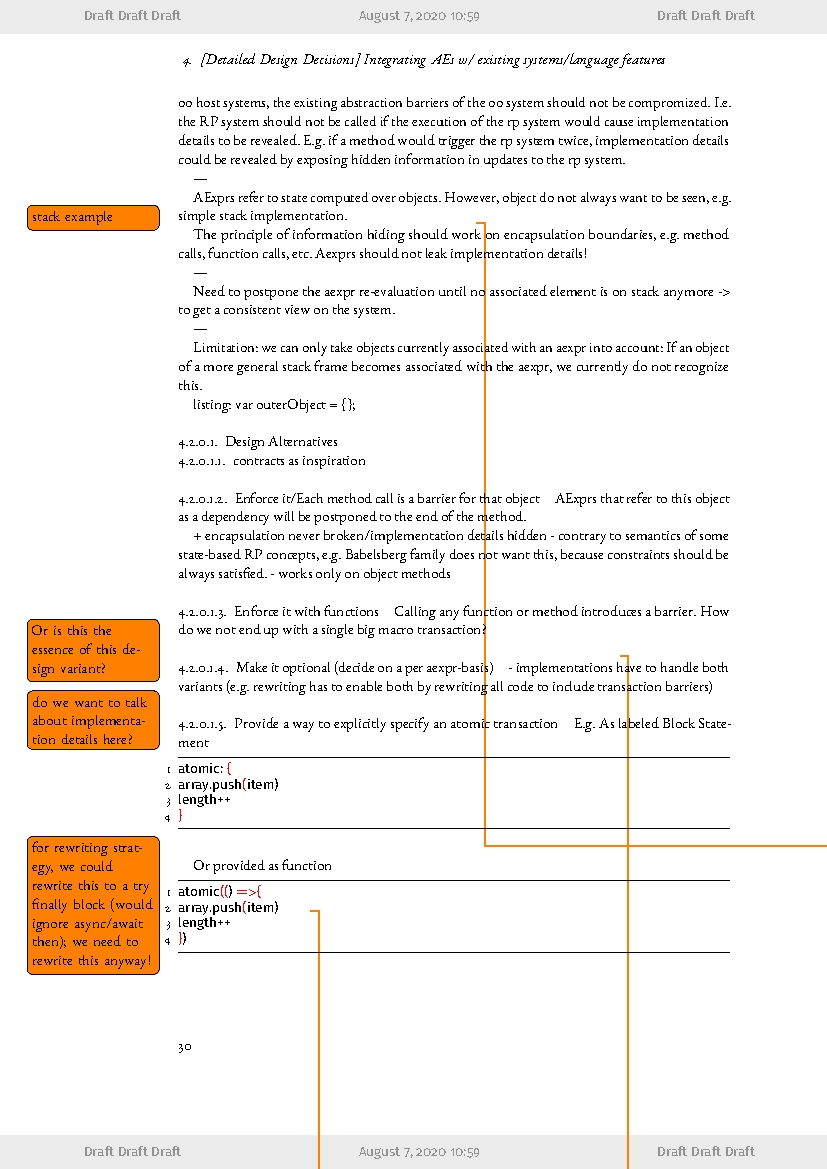 Draft Draft Draft August 7, 2020 10:59 Draft Draft Draft
4. [Detailed Design Decisions] Integrating AEs w/ existing systems/language features
oo host systems, the existing abstraction barriers of the oo system should not be compromized. I.e.
the RP system should not be called if the execution of the rp system would cause implementation
details to be revealed. E.g. if a method would trigger the rp system twice, implementation details
could be revealed by exposing hidden information in updates to the rp system.
—
AExprs refer to state computed over objects. However, object do not always want to be seen, e.g.
simple stack implementation.
stack example
The principle of information hiding should work on encapsulation boundaries, e.g. method
calls, function calls, etc. Aexprs should not leak implementation details!
—
Need to postpone the aexpr re-evaluation until no associated element is on stack anymore ->
to get a consistent view on the system.
—
Limitation: we can only take objects currently associated with an aexpr into account: If an object
of a more general stack frame becomes associated with the aexpr, we currently do not recognize
this.
listing: var outerObject = {};
4.2.0.1. Design Alternatives
4.2.0.1.1. contracts as inspiration
4.2.0.1.2. Enforce it/Each method call is a barrier for that object AExprs that refer to this object
as a dependency will be postponed to the end of the method.
+ encapsulation never broken/implementation details hidden - contrary to semantics of some
state-based RP concepts, e.g. Babelsberg family does not want this, because constraints should be
always satisfied. - works only on object methods
4.2.0.1.3. Enforce it with functions Calling any function or method introduces a barrier. How
do we not end up with a single big macro transaction?
Or is this the
essence of this de-
sign variant?
4.2.0.1.4. Make it optional (decide on a per aexpr-basis) - implementations have to handle both
variants (e.g. rewriting has to enable both by rewriting all code to include transaction barriers)
do we want to talk
about implementa-
tion details here?
4.2.0.1.5. Provide a way to explicitly specify an atomic transaction E.g. As labeled Block State-
ment
1 atomic: {
2 array.push(item)
3 length++
4 }
Or provided as function
for rewriting strat-
egy, we could
rewrite this to a try
finally block (would
ignore async/await
then); we need to
rewrite this anyway!
1 atomic(() =>{
2 array.push(item)
3 length++
4 })
30
Draft Draft Draft August 7, 2020 10:59 Draft Draft Draft